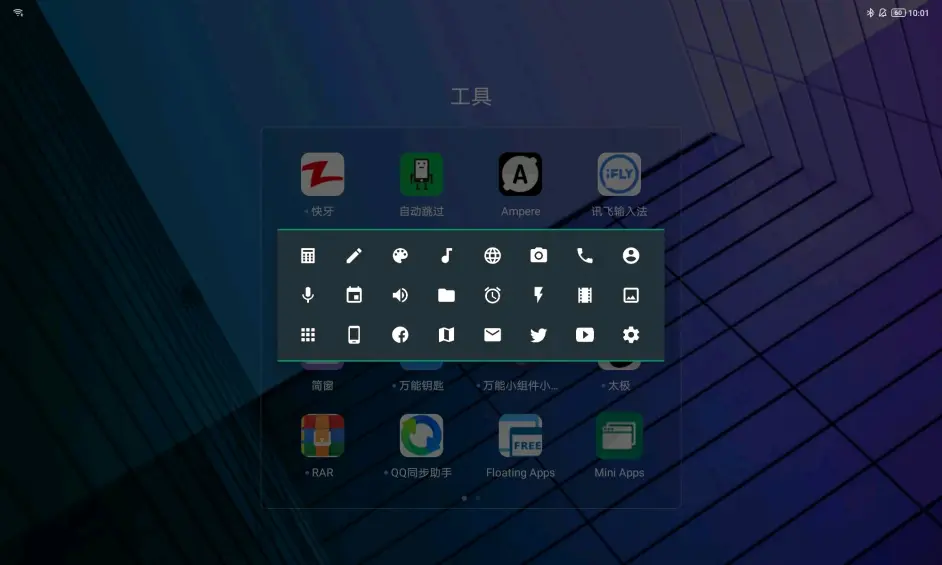 60 10:01
工具
A iFLY
快牙 自动跳过 Ampere 讯飞输入法
简窗 万能钥匙 万能小组件小... 太极
FREE
RAR QQ同步助手 Floating Apps Mini Apps